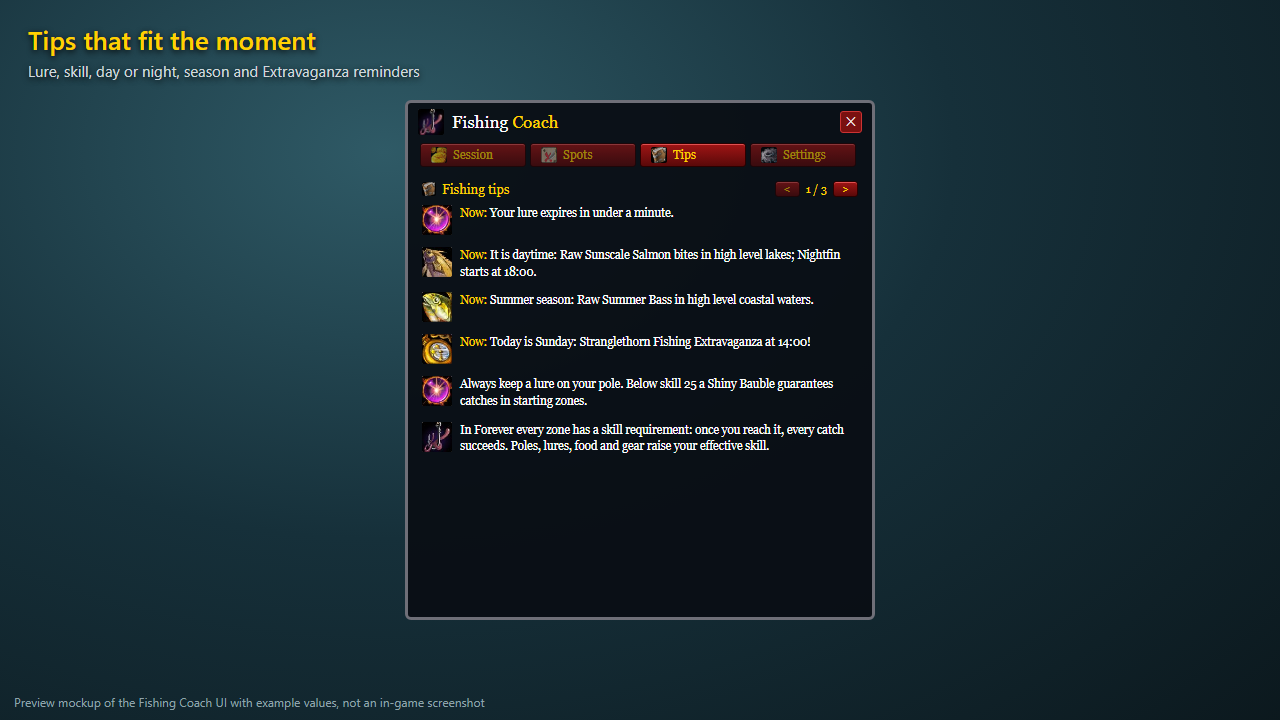 Tips that fit the moment
Lure, skill, day or night, season and Extravaganza reminders
Fishing Coach
Session
Spots
Tips
Settings
Fishing tips
< 1 / 3 >
Now: Your lure expires in under a minute.
Now: It is daytime: Raw Sunscale Salmon bites in high level lakes; Nightfin
starts at 18:00.
Now: Summer season: Raw Summer Bass in high level coastal waters.
Now: Today is Sunday: Stranglethorn Fishing Extravaganza at 14:00!
Always keep a lure on your pole. Below skill 25 a Shiny Bauble guarantees
catches in starting zones.
In Forever every zone has a skill requirement: once you reach it, every catch
succeeds. Poles, lures, food and gear raise your effective skill.
Preview mockup of the Fishing Coach UI with example values, not an in-game screenshot